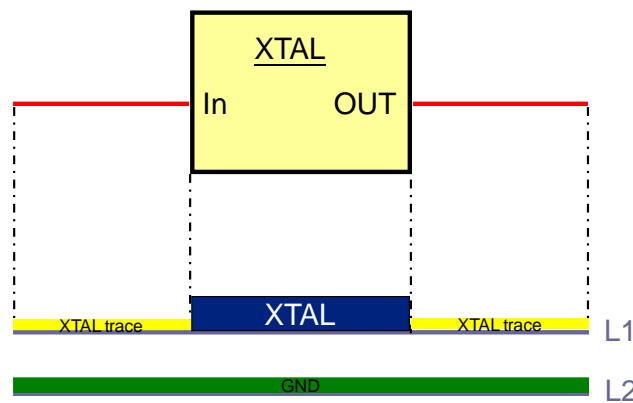 XTAL
In OUT
XTAL trace XTAL XTAL trace L1
GND L2